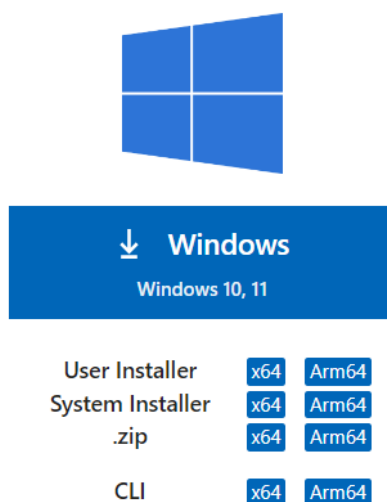 Windows
Windows 10, 11
User Installer x64 Arm64
System Installer x64 Arm64
.zip x64 Arm64
CLI x64 Arm64